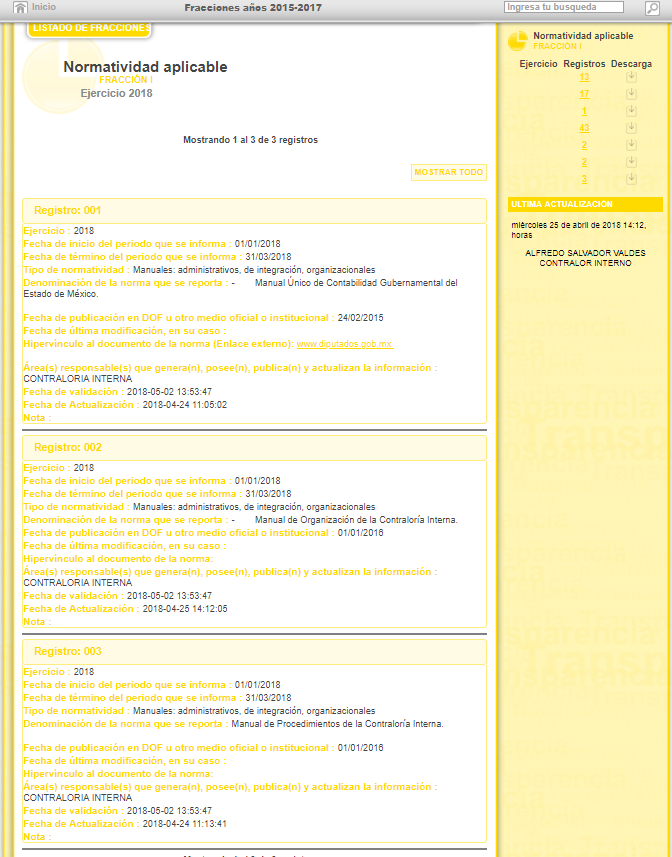 Inicio
Fracciones años 2015-2017
Ingresa tu busqueda
LISTADO DE FRACCIONES
Normatividad aplicable
FRACCIÓN I
Ejercicio 2018
Mostrando 1 al 3 de 3 registros
MOSTRAR TODO
Registro: 001
Ejercicio : 2018
Fecha de inicio del periodo que se informa : 01/01/2018
Fecha de término del periodo que se informa : 31/03/2018
Tipo de normatividad : Manuales: administrativos, de integración, organizacionales
Denominación de la norma que se reporta : - Manual Único de Contabilidad Gubernamental del
Estado de México.
Fecha de publicación en DOF u otro medio oficial o institucional : 24/02/2015
Fecha de última modificación, en su caso :
Hipervínculo al documento de la norma (Enlace externo): www.diputados.gob.mx
Área(s) responsable(s) que genera(n), posee(n), publica(n) y actualizan la información :
CONTRALORIA INTERNA
Fecha de validación : 2018-05-02 13:53:47
Fecha de Actualización : 2018-04-24 11:05:02
Nota :
Registro: 002
Ejercicio : 2018
Fecha de inicio del periodo que se informa : 01/01/2018
Fecha de término del periodo que se informa : 31/03/2018
Tipo de normatividad : Manuales: administrativos, de integración, organizacionales
Denominación de la norma que se reporta : - Manual de Organización de la Contraloría Interna.
Fecha de publicación en DOF u otro medio oficial o institucional : 01/01/2016
Fecha de última modificación, en su caso :
Hipervínculo al documento de la norma:
Área(s) responsable(s) que genera(n), posee(n), publica(n) y actualizan la información :
CONTRALORIA INTERNA
Fecha de validación : 2018-05-02 13:53:47
Fecha de Actualización : 2018-04-25 14:12:05
Nota :
Registro: 003
Ejercicio : 2018
Fecha de inicio del periodo que se informa : 01/01/2018
Fecha de término del periodo que se informa : 31/03/2018
Tipo de normatividad : Manuales: administrativos, de integración, organizacionales
Denominación de la norma que se reporta : Manual de Procedimientos de la Contraloría Interna.
Fecha de publicación en DOF u otro medio oficial o institucional : 01/01/2016
Fecha de última modificación, en su caso :
Hipervínculo al documento de la norma:
Área(s) responsable(s) que genera(n), posee(n), publica(n) y actualizan la información :
CONTRALORIA INTERNA
Fecha de validación : 2018-05-02 13:53:47
Fecha de Actualización : 2018-04-24 11:13:41
Nota :
Normatividad aplicable
FRACCIÓN I
Ejercicio Registros Descarga
13
17
1
43
2
2
3
ÚLTIMA ACTUALIZACIÓN
miércoles 25 de abril de 2018 14:12,
horas
ALFREDO SALVADOR VALDES
CONTRALOR INTERNO